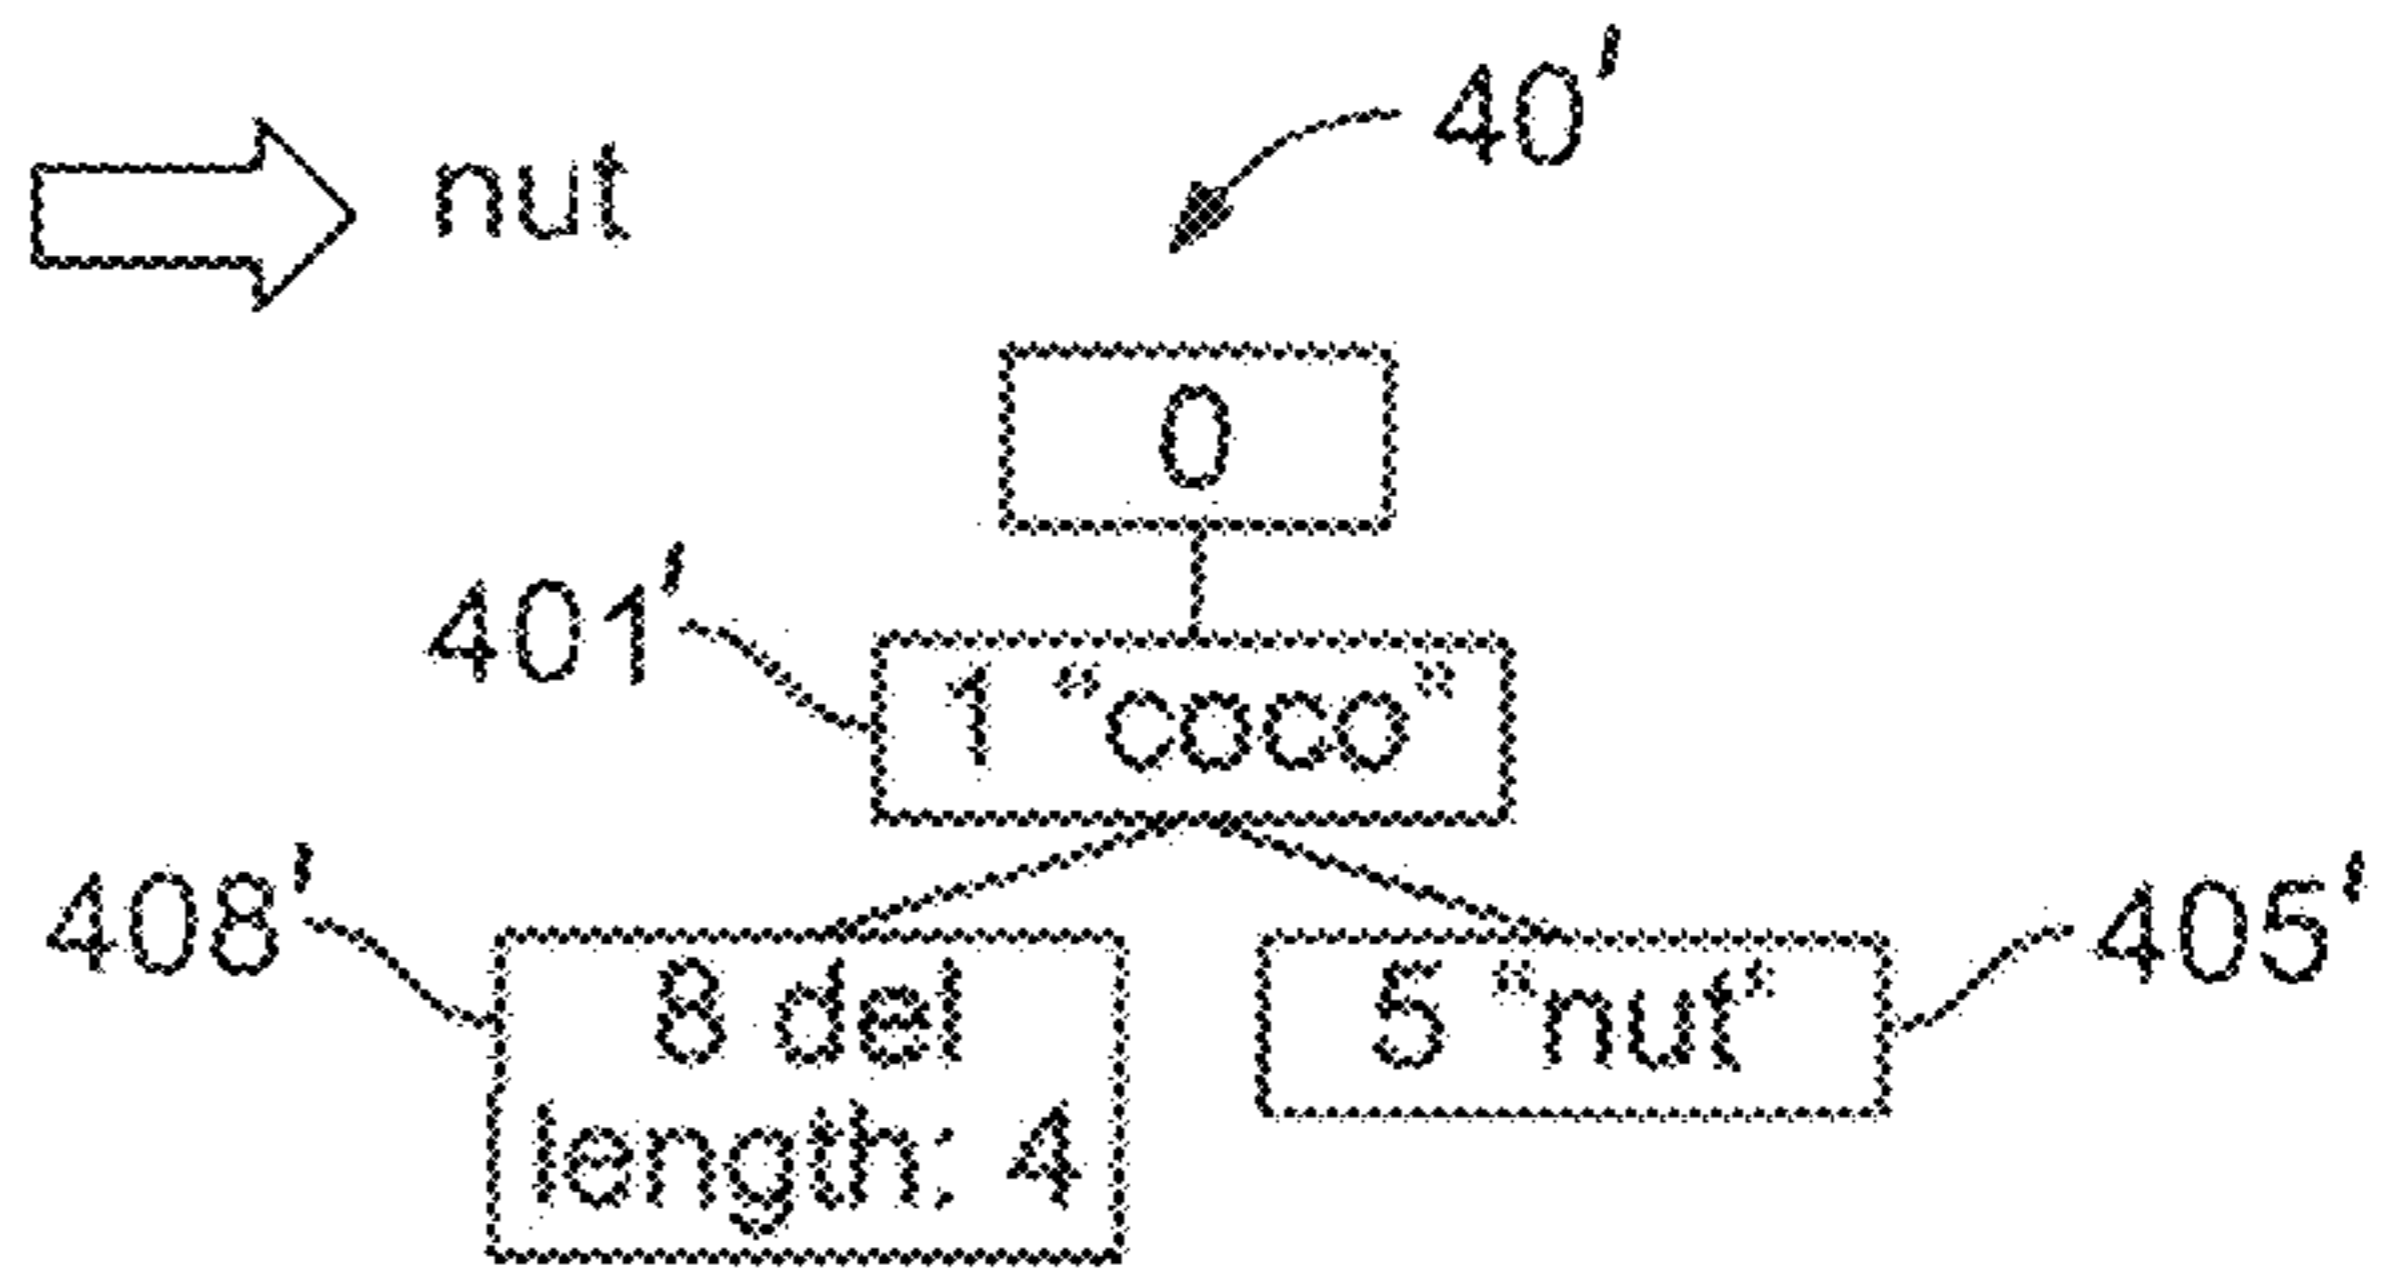 nut
40'
0
401'
1 “coco”
408'
8 del
length: 4
5 “nut“
405'